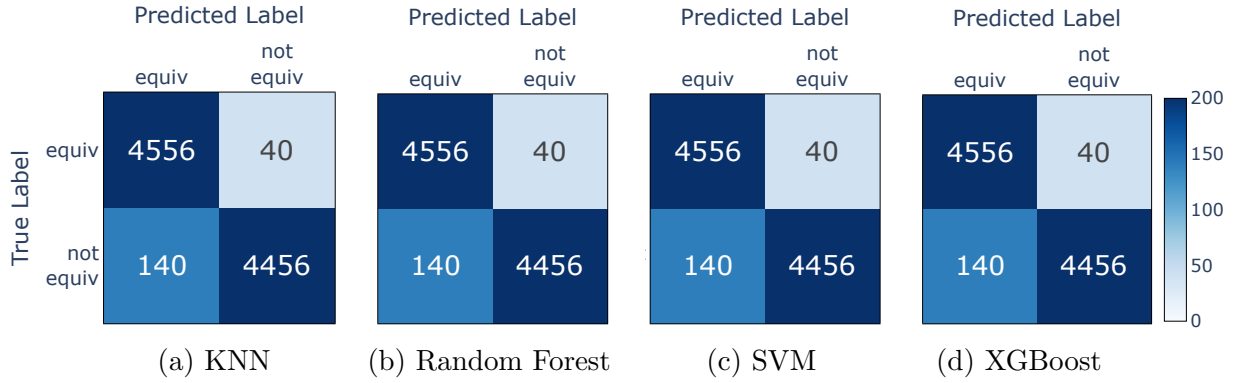 Predicted Label Predicted Label Predicted Label Predicted Label
equiv not equiv equiv not equiv equiv not equiv equiv not equiv
True Label
equiv 4556 40 4556 40 4556 40 4556 40 200
150
100
not equiv 140 4456 140 4456 140 4456 140 4456 50
0
(a) KNN (b) Random Forest (c) SVM (d) XGBoost